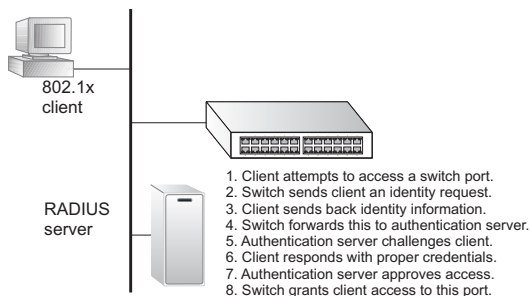 802.1x
client
RADIUS
server
1. Client attempts to access a switch port.
2. Switch sends client an identity request.
3. Client sends back identity information.
4. Switch forwards this to authentication server.
5. Authentication server challenges client.
6. Client responds with proper credentials.
7. Authentication server approves access.
8. Switch grants client access to this port.